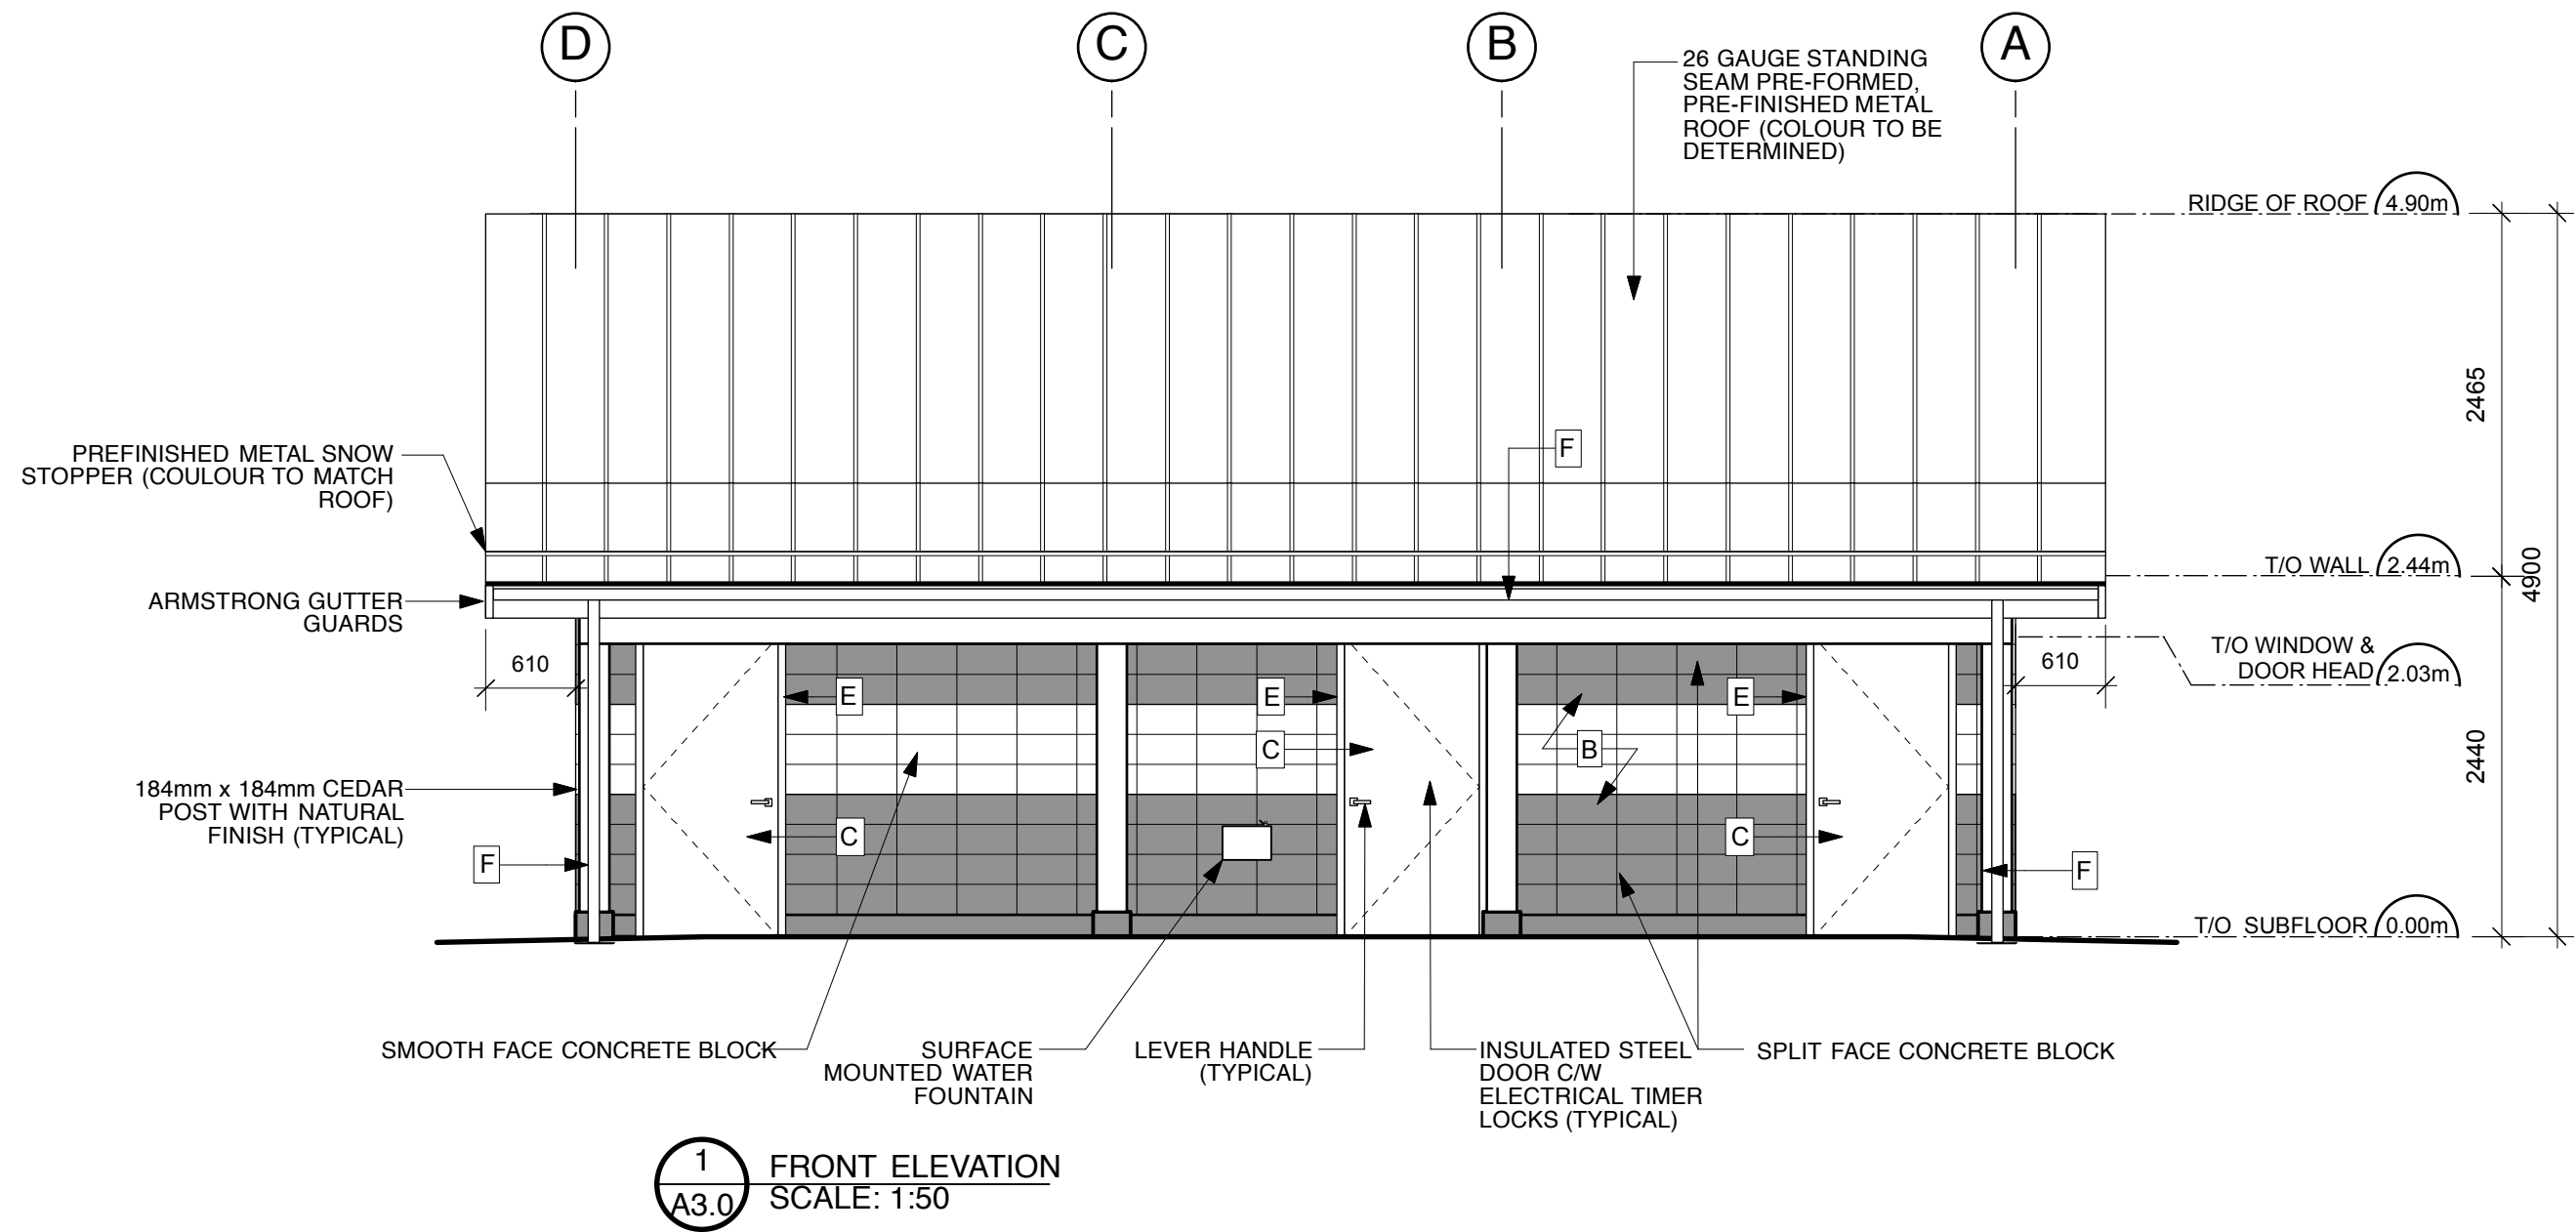 D
C
B
A
26 GAUGE STANDING
SEAM PRE-FORMED,
PRE-FINISHED METAL
ROOF (COLOUR TO BE
DETERMINED)
RIDGE OF ROOF 4.90m
2465
F
PREFINISHED METAL SNOW
STOPPER (COULOUR TO MATCH
ROOF)
T/O WALL 2.44m
4900
ARMSTRONG GUTTER
GUARDS
610
T/O WINDOW &
DOOR HEAD 2.03m
610
E
E
E
C
B
2440
184mm x 184mm CEDAR
POST WITH NATURAL
FINISH (TYPICAL)
C
C
F
F
T/O SUBFLOOR 0.00m
SMOOTH FACE CONCRETE BLOCK
SURFACE
MOUNTED WATER
FOUNTAIN
LEVER HANDLE
(TYPICAL)
INSULATED STEEL
DOOR C/W
ELECTRICAL TIMER
LOCKS (TYPICAL)
SPLIT FACE CONCRETE BLOCK
1
A3.0
FRONT ELEVATION
SCALE: 1:50